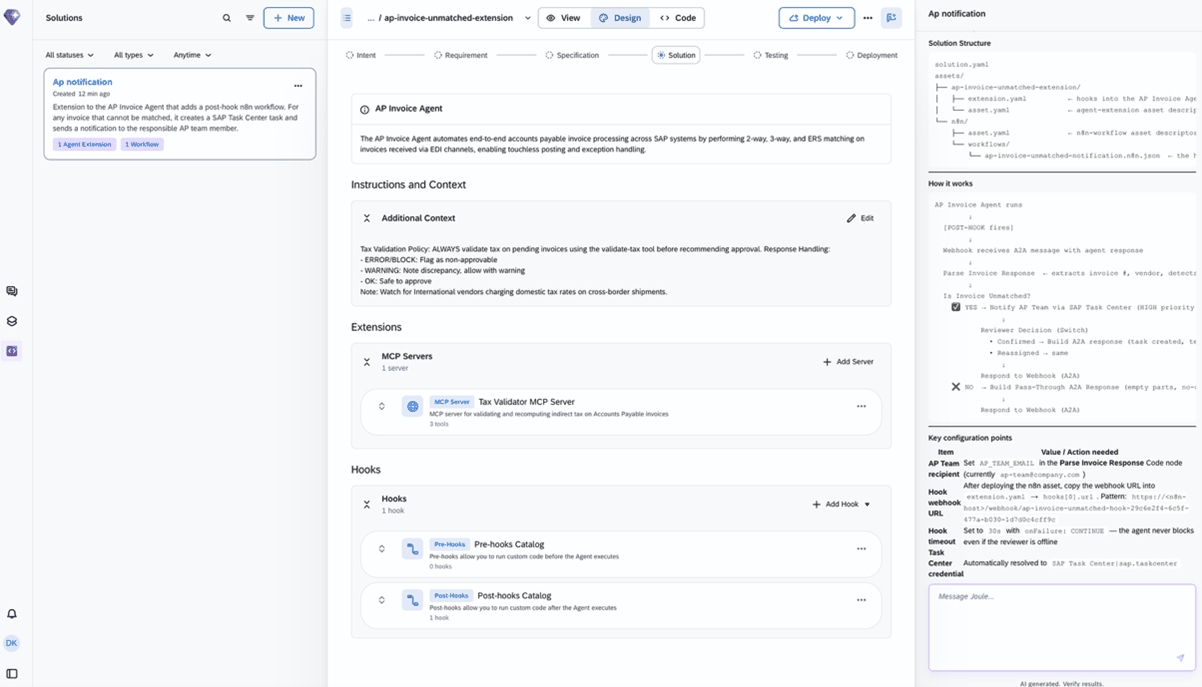 Solutions
New
All statuses
All types
Anytime
Ap notification
Created 12 min ago
Extension to the AP Invoice Agent that adds a post-hook n8n workflow. For
any invoice that cannot be matched, it creates a SAP Task Center task and
sends a notification to the responsible AP team member.
1 Agent Extension
1 Workflow
DK
... / ap-invoice-unmatched-extension
View
Design
Code
Deploy
Intent
Requirement
Specification
Solution
Testing
Deployment
AP Invoice Agent
The AP Invoice Agent automates end-to-end accounts payable invoice processing across SAP systems by performing 2-way, 3-way, and ERS matching on
invoices received via EDI channels, enabling touchless posting and exception handling.
Instructions and Context
Additional Context
Edit
Tax Validation Policy: ALWAYS validate tax on pending invoices using the validate-tax tool before recommending approval. Response Handling:
- ERROR/BLOCK: Flag as non-approvable
- WARNING: Note discrepancy, allow with warning
- OK: Safe to approve
Note: Watch for International vendors charging domestic tax rates on cross-border shipments.
Extensions
MCP Servers
1 server
Add Server
MCP Server
Tax Validator MCP Server
MCP server for validating and recomputing indirect tax on Accounts Payable invoices
3 tools
Hooks
Hooks
1 hook
Add Hook
Pre-Hooks
Pre-hooks Catalog
Pre-hooks allow you to run custom code before the Agent executes
0 hooks
Post-Hooks
Post-hooks Catalog
Post-hooks allow you to run custom code after the Agent executes
1 hook
Ap notification
Solution Structure
solution.yaml
assets/
├── ap-invoice-unmatched-extension/
│ ├── extension.yaml ← hooks into the AP Invoice Age
│ └── asset.yaml ← agent-extension asset descrip
└── n8n/
├── asset.yaml ← n8n-workflow asset descripto
└── workflows/
└── ap-invoice-unmatched-notification.n8n.json ← the
How it works
AP Invoice Agent runs
↓
[POST-HOOK fires]
↓
Webhook receives A2A message with agent response
↓
Parse Invoice Response ← extracts invoice #, vendor, detects
↓
Is Invoice Unmatched?
YES → Notify AP Team via SAP Task Center (HIGH priority
↓
Reviewer Decision (Switch)
• Confirmed → Build A2A response (task created, te
• Reassigned → same
↓
Respond to Webhook (A2A)
NO → Build Pass-Through A2A Response (empty parts, no-o
↓
Respond to Webhook (A2A)
Key configuration points
Item Value / Action needed
AP Team recipient Set AP_TEAM_EMAIL in the Parse Invoice Response Code node
(currently ap-team@company.com )
Hook webhook URL After deploying the n8n asset, copy the webhook URL into
extension.yaml → hooks[0].url . Pattern: https://<n8n-
host>/webhook/ap-invoice-unmatched-hook-29c6e2f4-6c5f-
477a-b030-1d7d0c4cff9c
Hook timeout Set to 30s with onFailure: CONTINUE — the agent never blocks
even if the reviewer is offline
Task Center credential Automatically resolved to SAP Task Center|sap.taskcenter
Message Joule...
AI generated. Verify results.